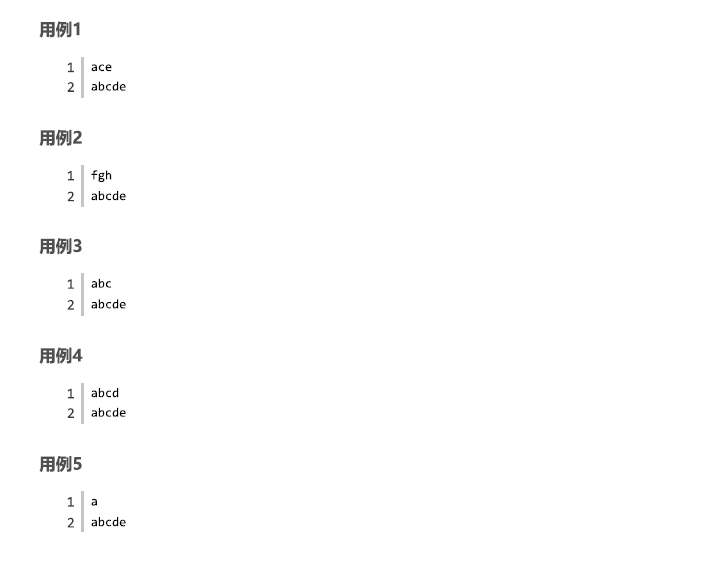 用例1
1 ace
2 abcde
用例2
1 fgh
2 abcde
用例3
1 abc
2 abcde
用例4
1 abcd
2 abcde
用例5
1 a
2 abcde